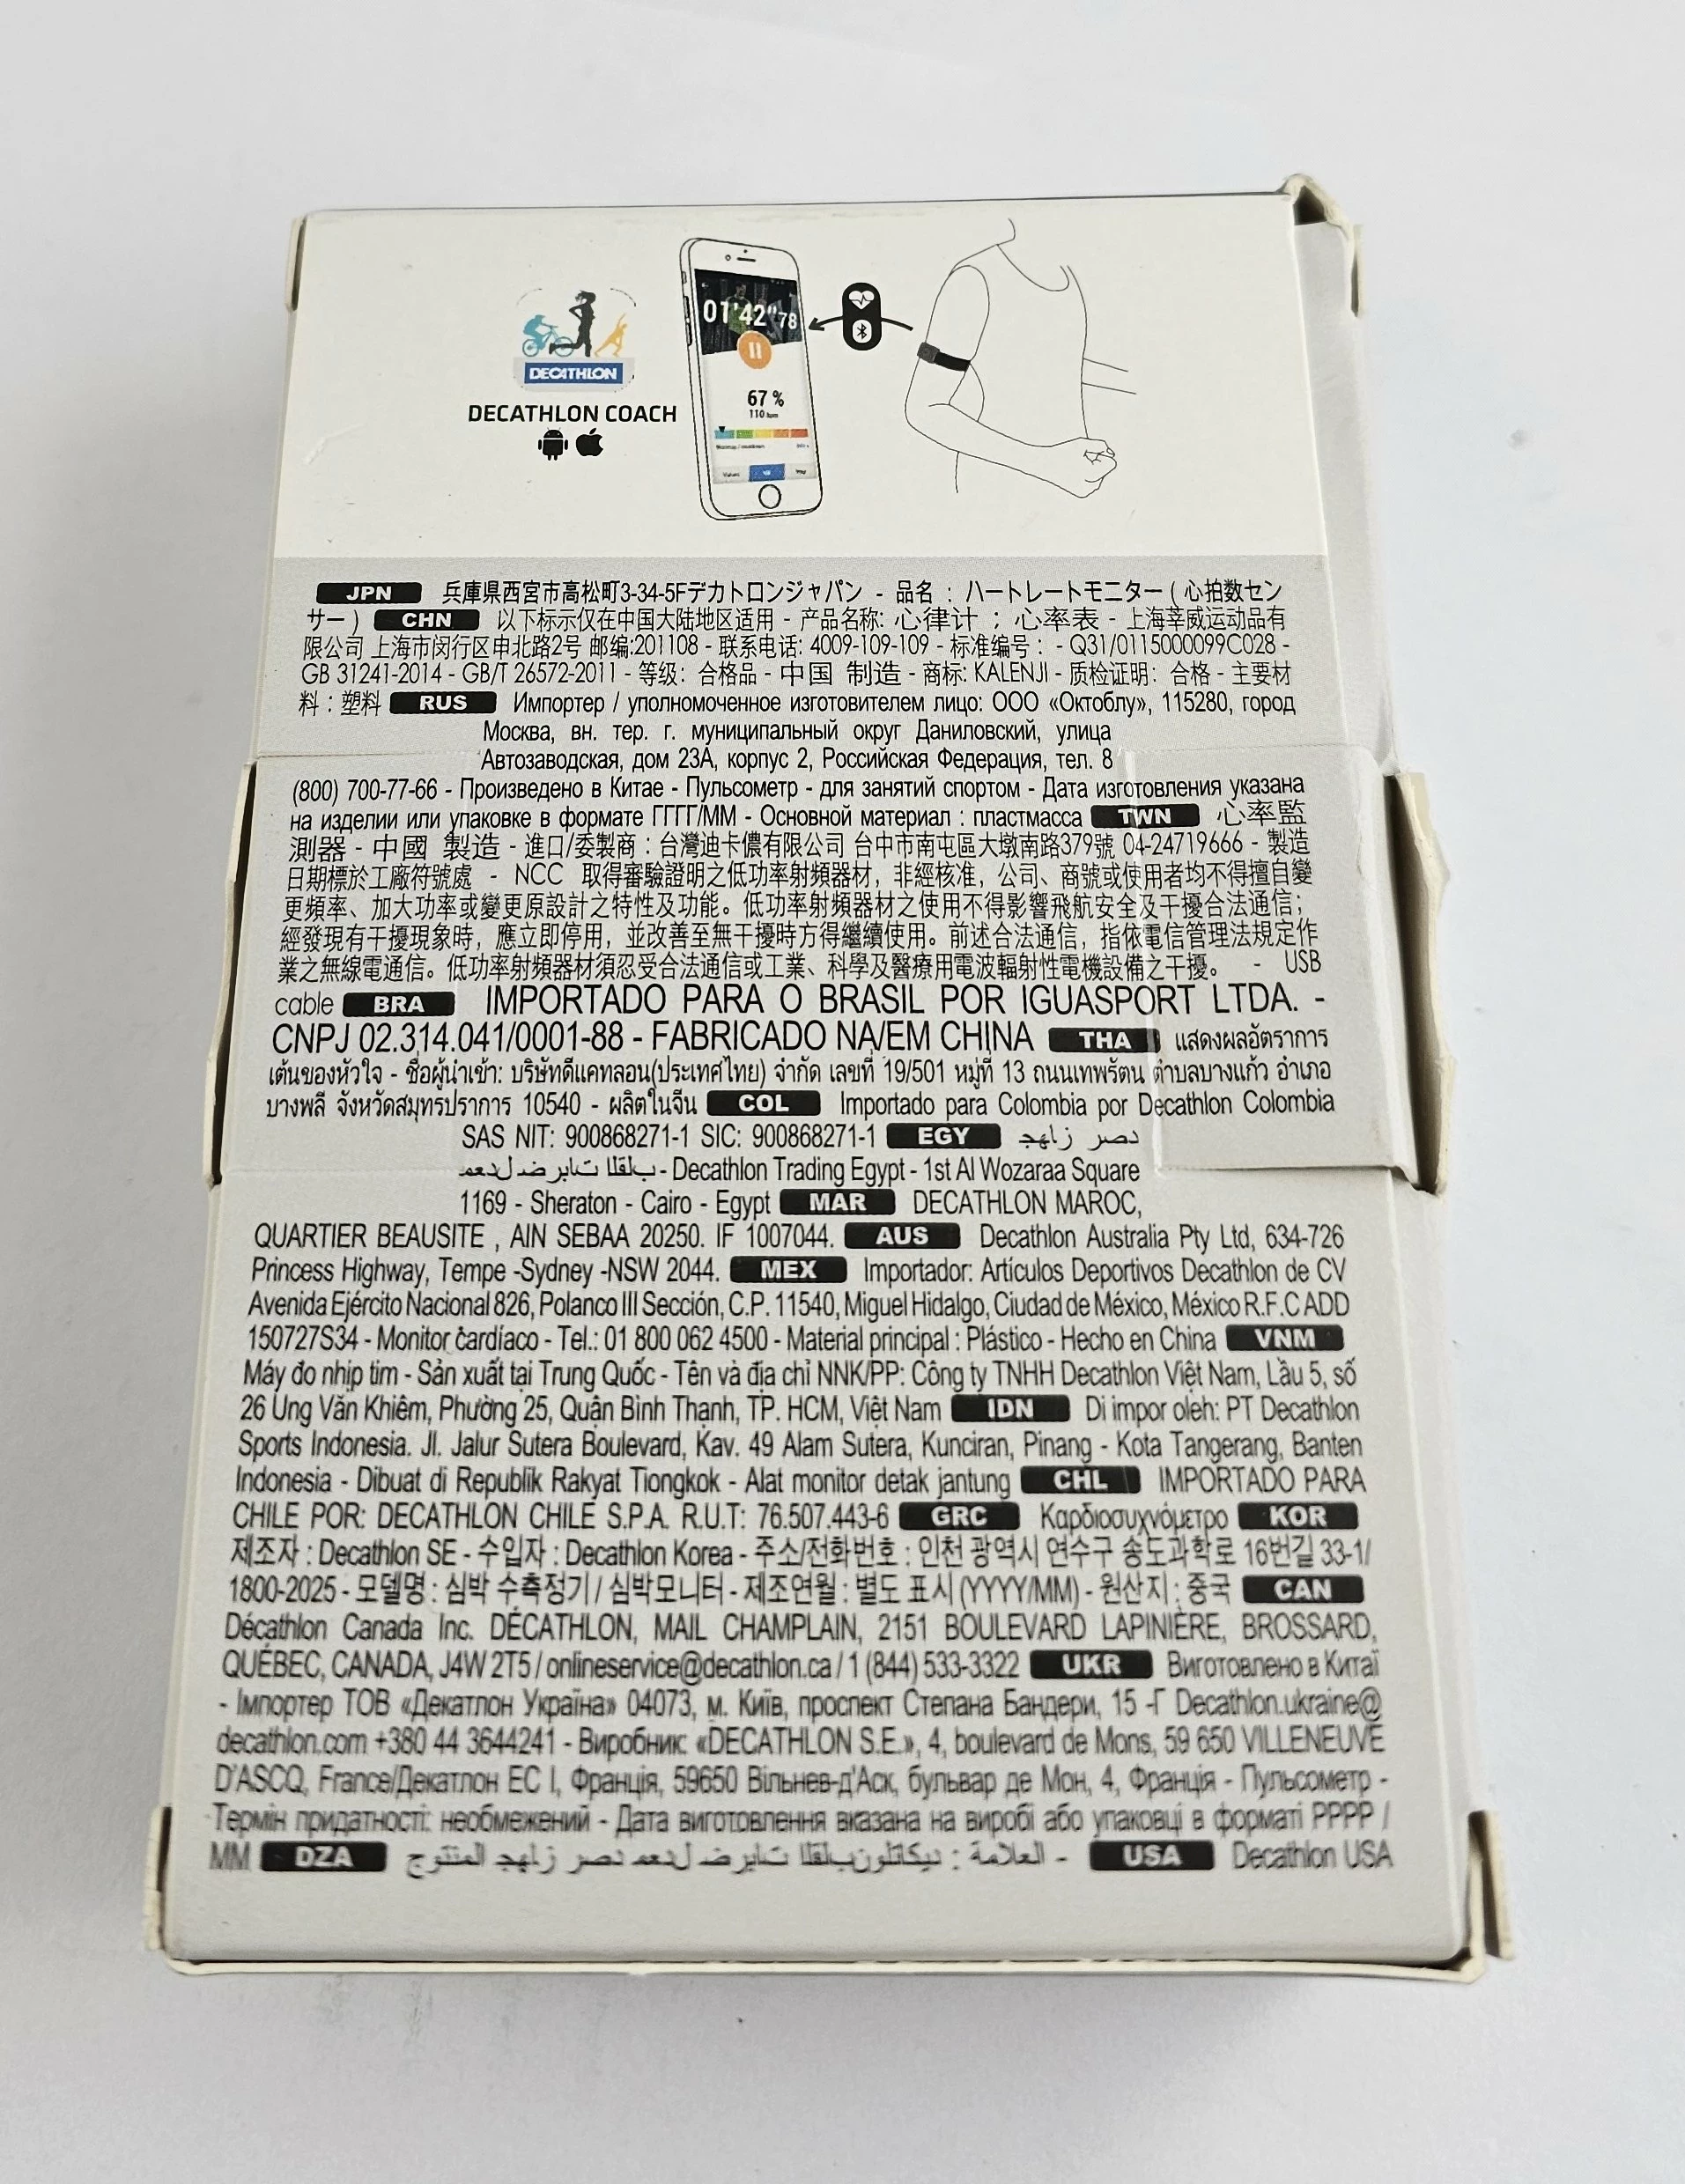 01'42"78
67 %
110
DECATHLON
DECATHLON COACH
JPN 兵庫県西宮市高松町3-34-5Fデカトロンジャパン - 品名 : ハートレートモニター ( 心拍数セン
サー ) CHN 以下标示仅在中国大陆地区适用 - 产品名称: 心律计 ; 心率表 - 上海莘威运动品有
限公司 上海市闵行区申北路2号 邮编:201108 - 联系电话: 4009-109-109 - 标准编号 : - Q31/0115000099C028 -
GB 31241-2014 - GB/T 26572-2011 - 等级: 合格品 - 中国 制造 - 商标: KALENJI - 质检证明: 合格 - 主要材
料 : 塑料 RUS Импортер / уполномоченное изготовителем лицо: ООО «Октоблу», 115280, город
Москва, вн. тер. г. муниципальный округ Даниловский, улица
Автозаводская, дом 23А, корпус 2, Российская Федерация, тел. 8
(800) 700-77-66 - Произведено в Китае - Пульсометр - для занятий спортом - Дата изготовления указана
на изделии или упаковке в формате ГГГГ/ММ - Основной материал : пластмасса TWN 心率監
測器 - 中國 製造 - 進口/委製商 : 台灣迪卡儂有限公司 台中市南屯區大墩南路379號 04-24719666 - 製造
日期標於工廠符號處 - NCC 取得審驗證明之低功率射頻器材, 非經核准, 公司、商號或使用者均不得擅自變
更頻率、加大功率或變更原設計之特性及功能。低功率射頻器材之使用不得影響飛航安全及干擾合法通信;
經發現有干擾現象時, 應立即停用, 並改善至無干擾時方得繼續使用。前述合法通信, 指依電信管理法規定作
業之無線電通信。低功率射頻器材須忍受合法通信或工業、科學及醫療用電波輻射性電機設備之干擾。 - USB
cable BRA IMPORTADO PARA O BRASIL POR IGUASPORT LTDA. -
CNPJ 02.314.041/0001-88 - FABRICADO NA/EM CHINA THA แสดงผลอัตราการ
เต้นของหัวใจ - ชื่อผู้นำเข้า: บริษัทดีแคทลอน(ประเทศไทย) จำกัด เลขที่ 19/501 หมู่ที่ 13 ถนนเทพรัตน ตำบลบางแก้ว อำเภอ
บางพลี จังหวัดสมุทรปราการ 10540 - ผลิตในจีน COL Importado para Colombia por Decathlon Colombia
SAS NIT: 900868271-1 SIC: 900868271-1 EGY
- Decathlon Trading Egypt - 1st Al Wozaraa Square
1169 - Sheraton - Cairo - Egypt MAR DECATHLON MAROC,
QUARTIER BEAUSITE , AIN SEBAA 20250. IF 1007044. AUS Decathlon Australia Pty Ltd, 634-726
Princess Highway, Tempe -Sydney -NSW 2044. MEX Importador: Artículos Deportivos Decathlon de CV
Avenida Ejército Nacional 826, Polanco III Sección, C.P. 11540, Miguel Hidalgo, Ciudad de México, México R.F.C ADD
150727S34 - Monitor cardíaco - Tel.: 01 800 062 4500 - Material principal : Plástico - Hecho en China VNM
Máy đo nhịp tim - Sản xuất tại Trung Quốc - Tên và địa chỉ NNK/PP: Công ty TNHH Decathlon Việt Nam, Lầu 5, số
26 Ung Văn Khiêm, Phường 25, Quận Bình Thạnh, TP. HCM, Việt Nam IDN Di impor oleh: PT Decathlon
Sports Indonesia. Jl. Jalur Sutera Boulevard, Kav. 49 Alam Sutera, Kunciran, Pinang - Kota Tangerang, Banten
Indonesia - Dibuat di Republik Rakyat Tiongkok - Alat monitor detak jantung CHL IMPORTADO PARA
CHILE POR: DECATHLON CHILE S.P.A. R.U.T: 76.507.443-6 GRC Καρδιοσυχνόμετρο KOR
제조자 : Decathlon SE - 수입자 : Decathlon Korea - 주소/전화번호 : 인천 광역시 연수구 송도과학로 16번길 33-1/
1800-2025 - 모델명 : 심박 수측정기 / 심박모니터 - 제조연월 : 별도 표시 (YYYY/MM) - 원산지 : 중국 CAN
Décathlon Canada Inc. DÉCATHLON, MAIL CHAMPLAIN, 2151 BOULEVARD LAPINIÈRE, BROSSARD,
QUÉBEC, CANADA, J4W 2T5 / onlineservice@decathlon.ca / 1 (844) 533-3322 UKR Виготовлено в Китаї
- Імпортер ТОВ «Декатлон Україна» 04073, м. Київ, проспект Степана Бандери, 15 -Г Decathlon.ukraine@
decathlon.com +380 44 3644241 - Виробник: «DECATHLON S.E.», 4, boulevard de Mons, 59 650 VILLENEUVE
D'ASCQ, France/Декатлон ЕС І, Франція, 59650 Вільнев-д'Аск, бульвар де Мон, 4, Франція - Пульсометр -
Термін придатності: необмежений - Дата виготовлення вказана на виробі або упаковці в форматі РРРР /
ММ DZA - العلامة : ديكاتلون USA Decathlon USA